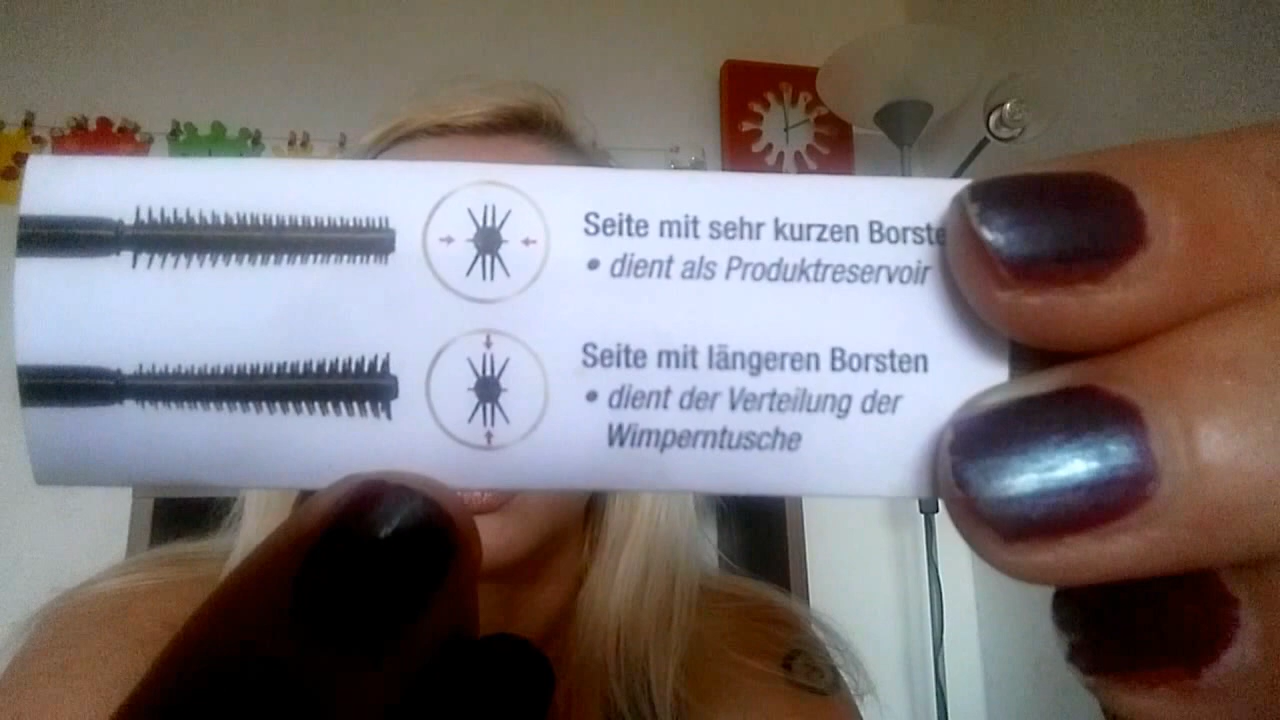 Seite mit sehr kurzen Borste
• dient als Produktreservoir
Seite mit längeren Borsten
• dient der Verteilung der
Wimperntusche